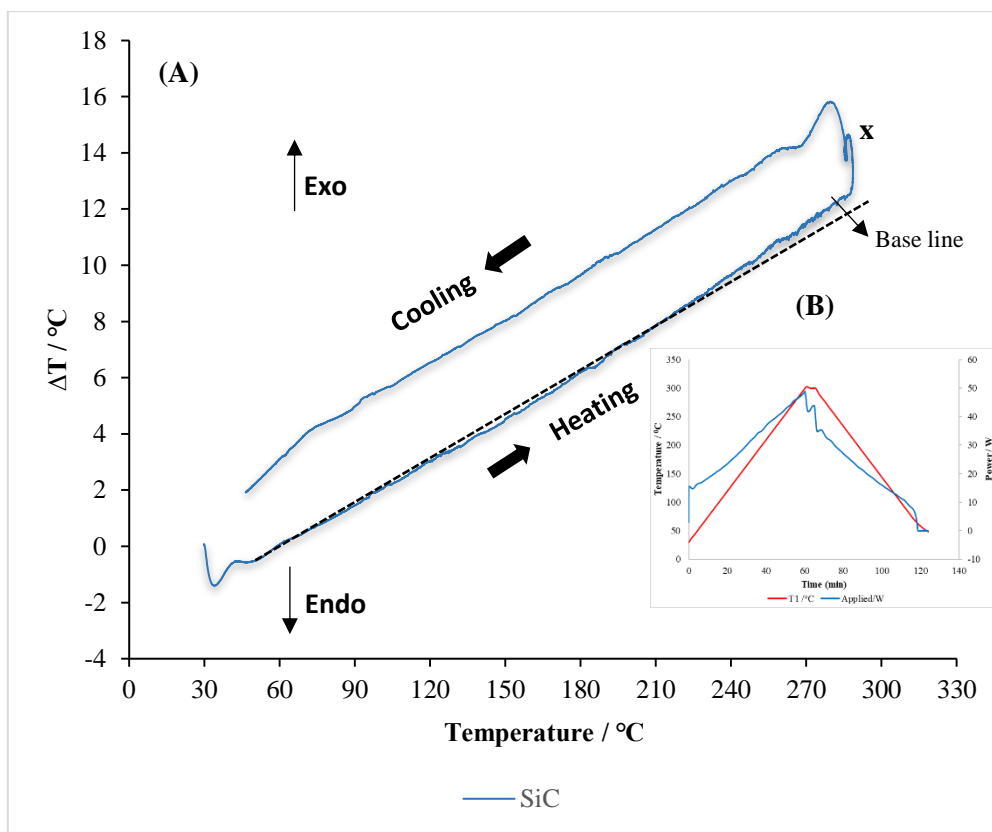 (A)
18
16
14
12
10
8
6
4
2
0
-2
-4
ΔT / °C
Exo
Endo
Cooling
Heating
x
Base line
0 30 60 90 120 150 180 210 240 270 300 330
Temperature / °C
SiC
(B)
350
300
250
200
150
100
50
0
Temperature / °C
60
50
40
30
20
10
0
-10
Power / W
0 20 40 60 80 100 120 140
Time (min)
T1 /°C Applied/W